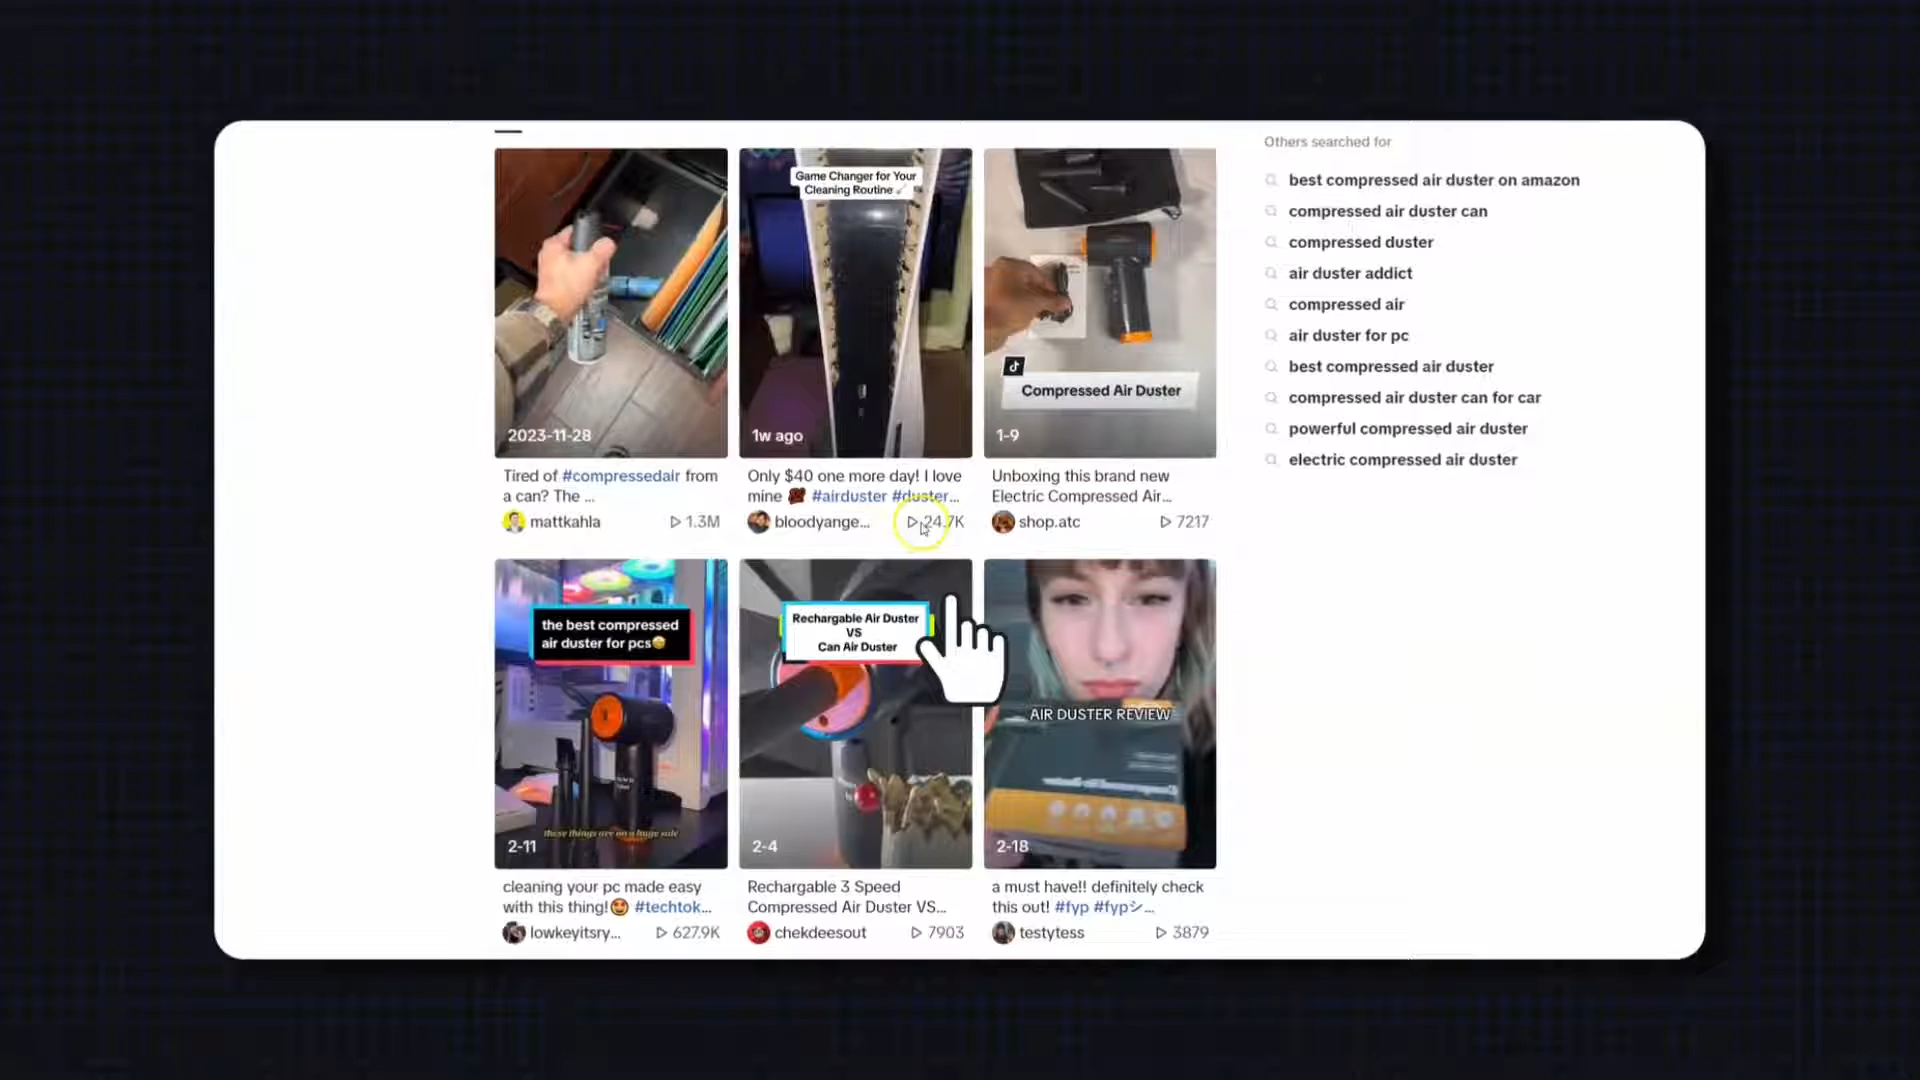 Others searched for
best compressed air duster on amazon
compressed air duster can
compressed duster
air duster addict
compressed air
air duster for pc
best compressed air duster
compressed air duster can for car
powerful compressed air duster
electric compressed air duster
2023-11-28
Tired of #compressedair from
a can? The ...
mattkahla 1.3M
Game Changer for Your
Cleaning Routine
1w ago
Only $40 one more day! I love
mine #airduster #duster...
bloodyange... 24.7K
Compressed Air Duster
1-9
Unboxing this brand new
Electric Compressed Air...
shop.atc 7217
the best compressed
air duster for pcs
these things are on a huge sale
2-11
cleaning your pc made easy
with this thing! #techtok...
lowkeyitsry... 627.9K
Rechargable Air Duster
VS
Can Air Duster
2-4
Rechargable 3 Speed
Compressed Air Duster VS...
chekdeesout 7903
AIR DUSTER REVIEW
2-18
a must have!! definitely check
this out! #fyp #fypシ...
testytess 3879